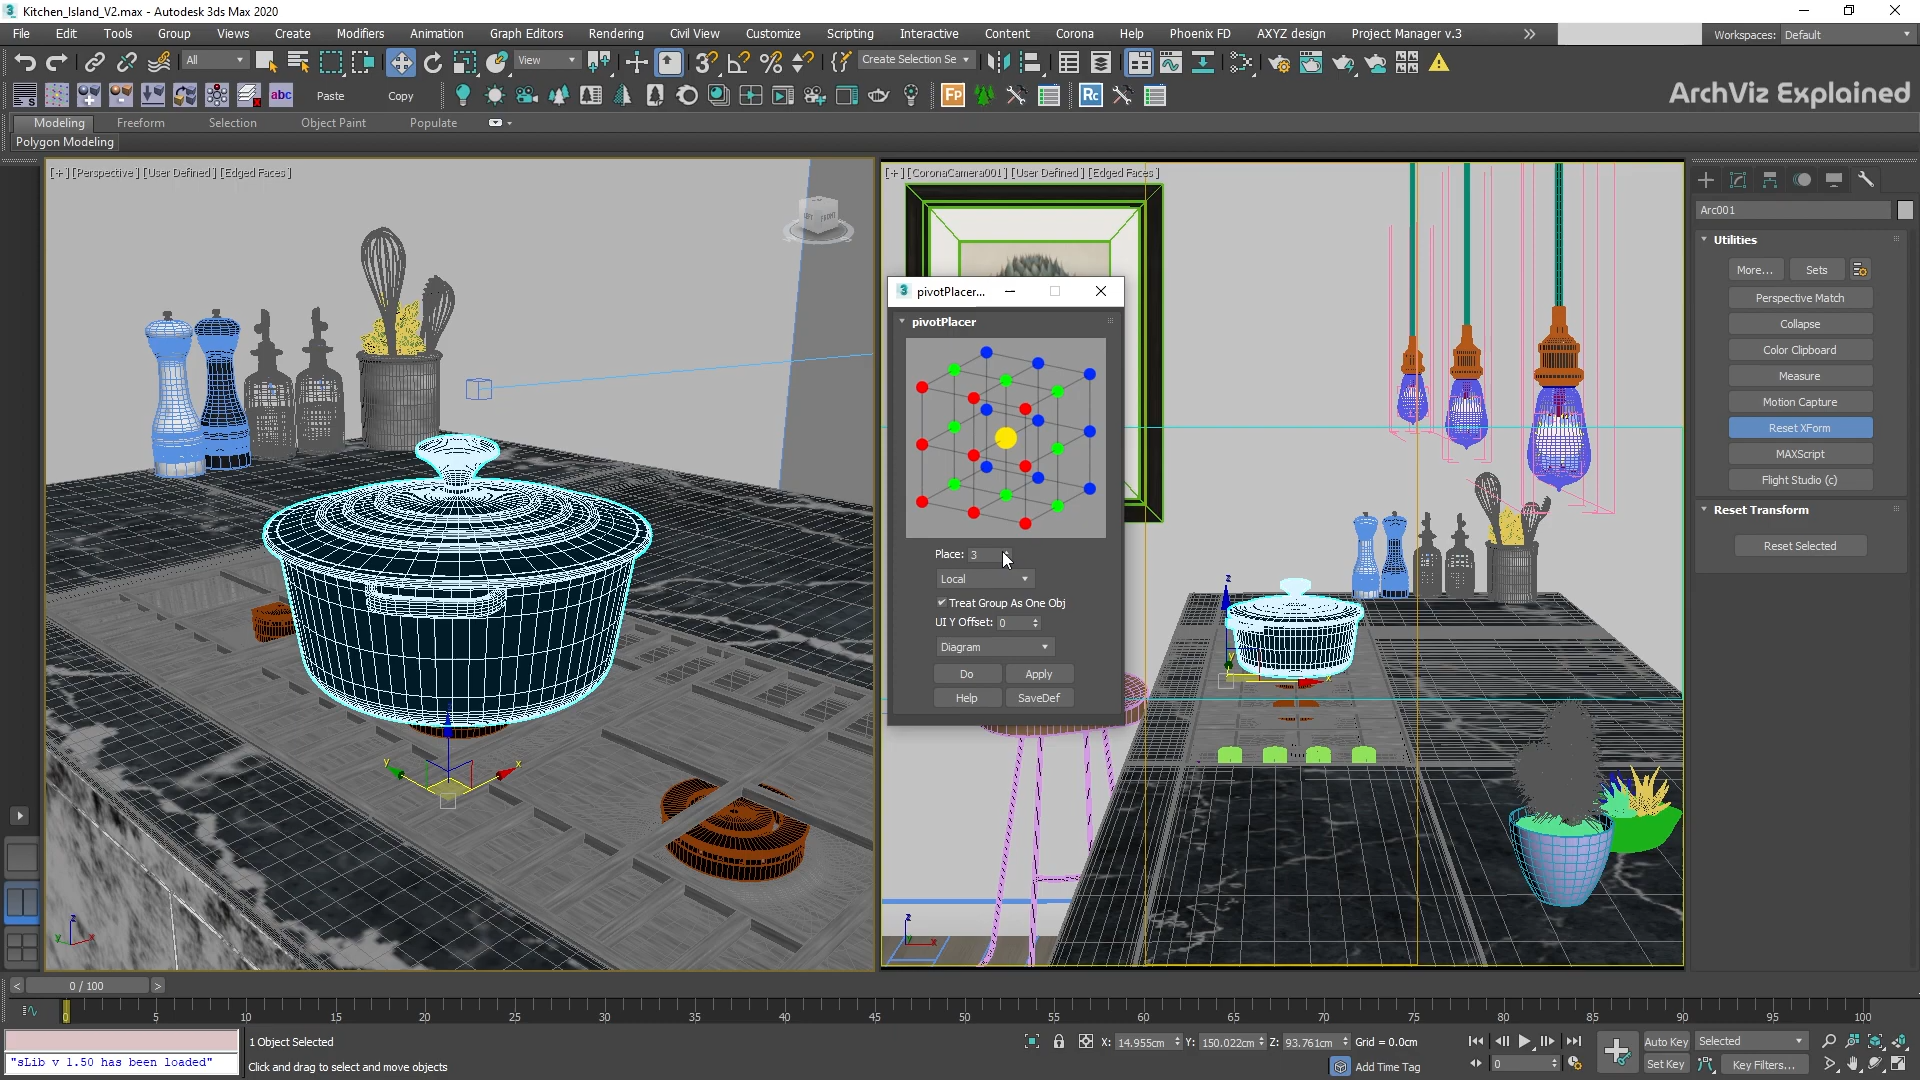 Kitchen_Island_V2.max - Autodesk 3ds Max 2020
File Edit Tools Group Views Create Modifiers Animation Graph Editors Rendering Civil View Customize Scripting Interactive Content Corona Help Phoenix FD AXYZ design Project Manager v.3 Workspaces: Default
All View Create Selection Se
abc Paste Copy Fp Rc
ArchViz Explained
Modeling Freeform Selection Object Paint Populate
Polygon Modeling
[+] [Perspective] [User Defined] [Edged Faces]
[+] [CoronaCamera001] [User Defined] [Edged Faces]
FRONT
pivotPlacer...
pivotPlacer
Place: 3
Local
Treat Group As One Obj
UI Y Offset: 0
Diagram
Do Apply
Help SaveDef
Arc001
Utilities
More... Sets
Perspective Match
Collapse
Color Clipboard
Measure
Motion Capture
Reset XForm
MAXScript
Flight Studio (c)
Reset Transform
Reset Selected
z
y x
z
y x
z
y x
z
x
< 0 / 100 >
0 5 10 15 20 25 30 35 40 45 50 55 60 65 70 75 80 85 90 95 100
1 Object Selected X: 14.955cm Y: 150.022cm Z: 93.761cm Grid = 0.0cm Auto Key Selected
"sLib v 1.50 has been loaded" Click and drag to select and move objects Add Time Tag 0 Set Key Key Filters...